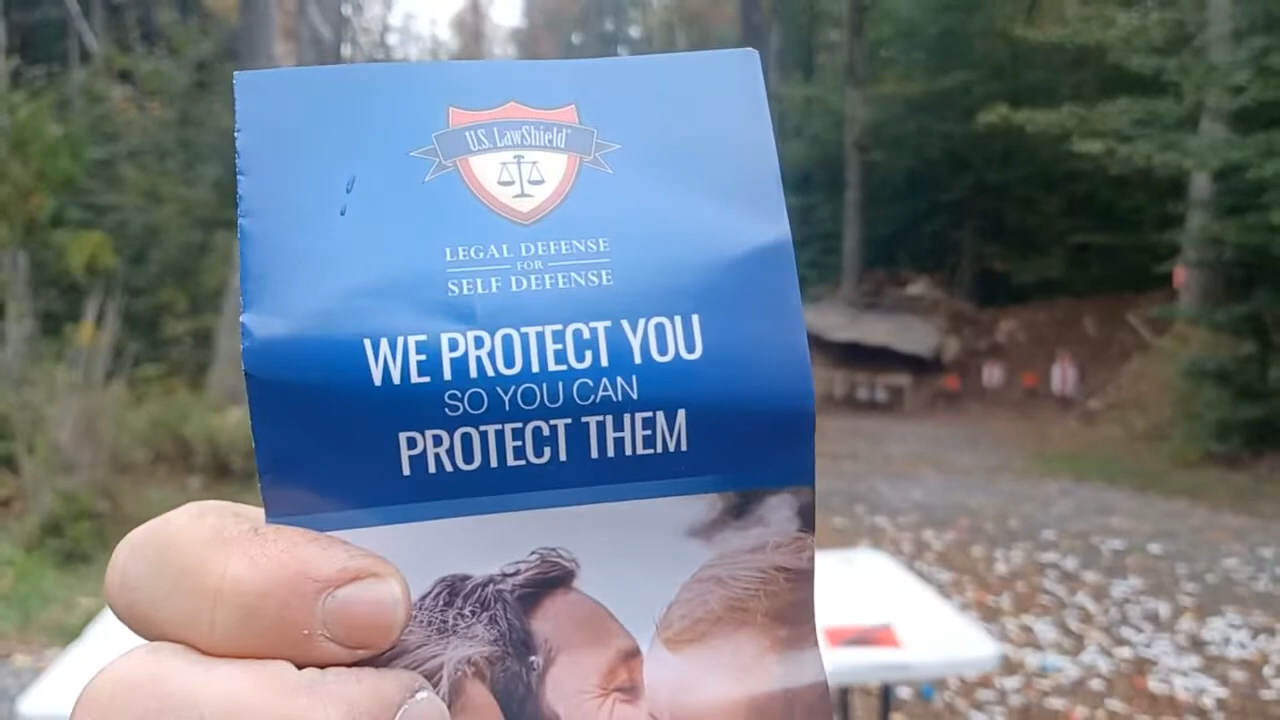 U.S. LawShield®
LEGAL DEFENSE
FOR
SELF DEFENSE
WE PROTECT YOU
SO YOU CAN
PROTECT THEM